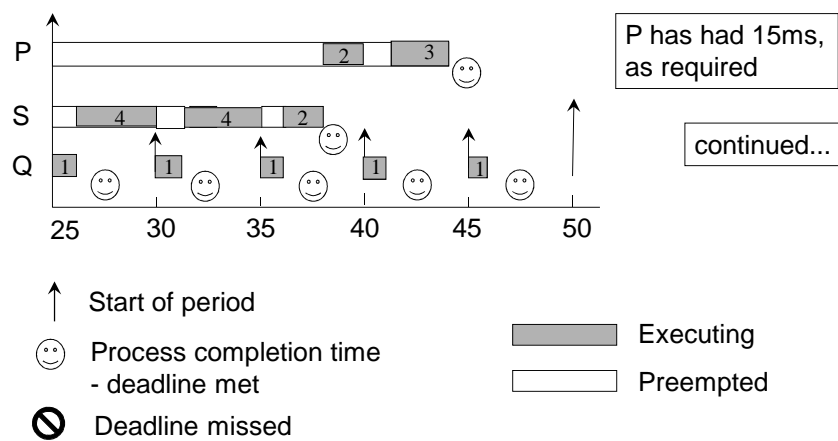 P
2
3
P has had 15ms,
as required
S
4
4
2
continued...
Q
1
1
1
1
1
25
30
35
40
45
50
Start of period
Process completion time
- deadline met
Deadline missed
Executing
Preempted